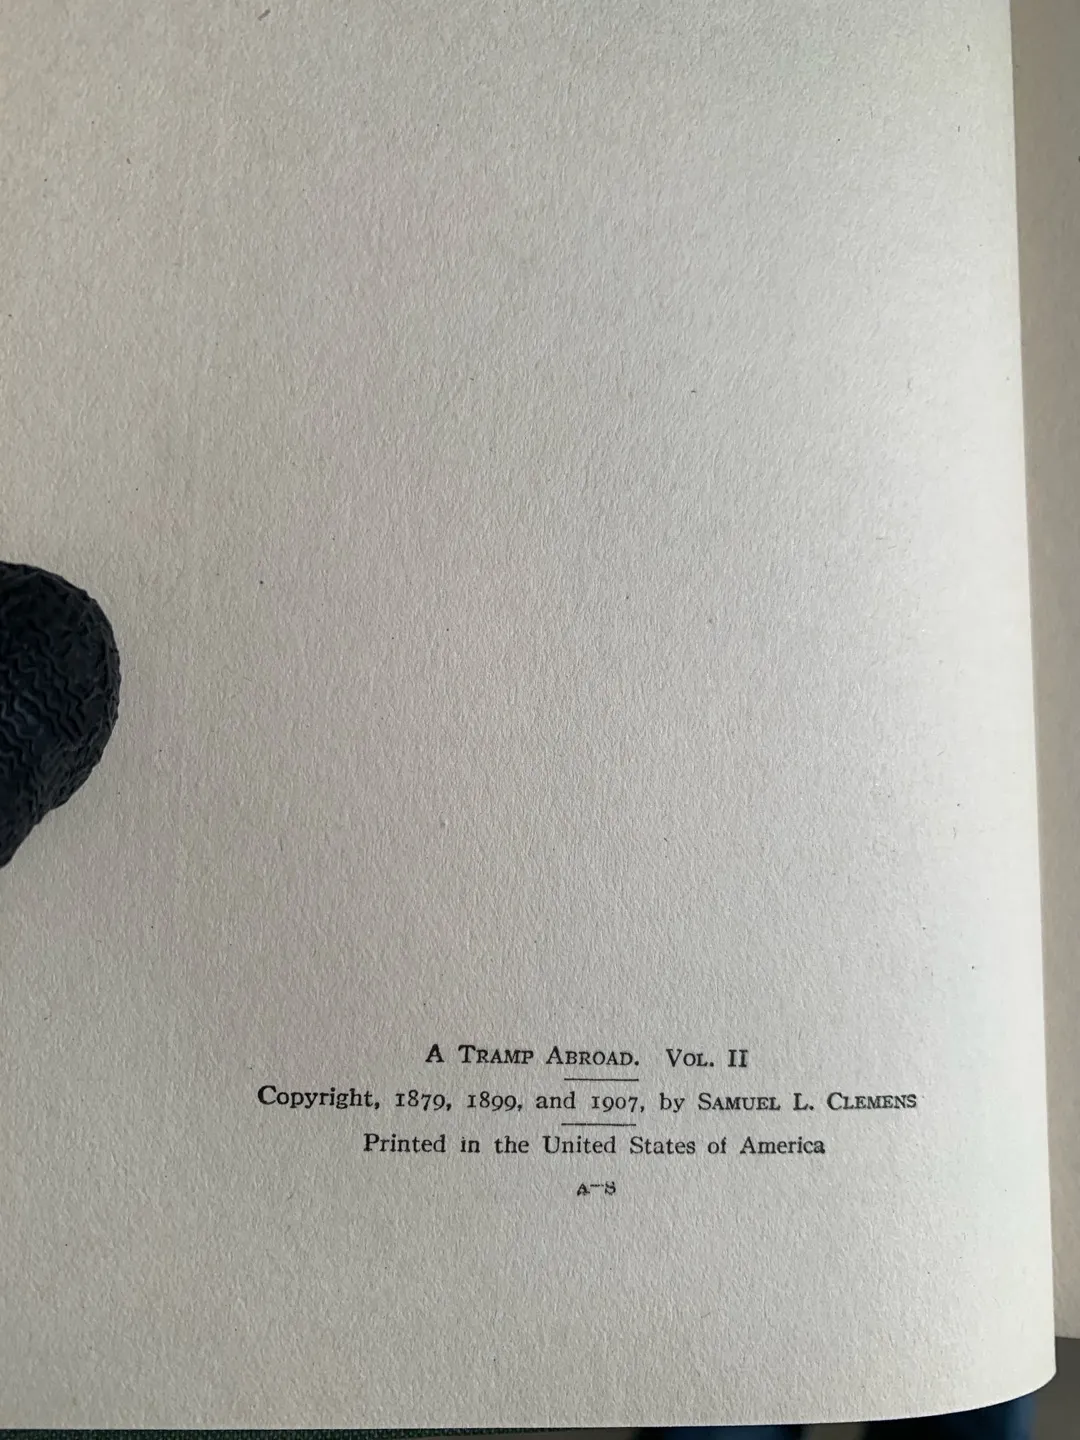 A Tramp Abroad. Vol. II
Copyright, 1879, 1899, and 1907, by Samuel L. Clemens
Printed in the United States of America
A-S